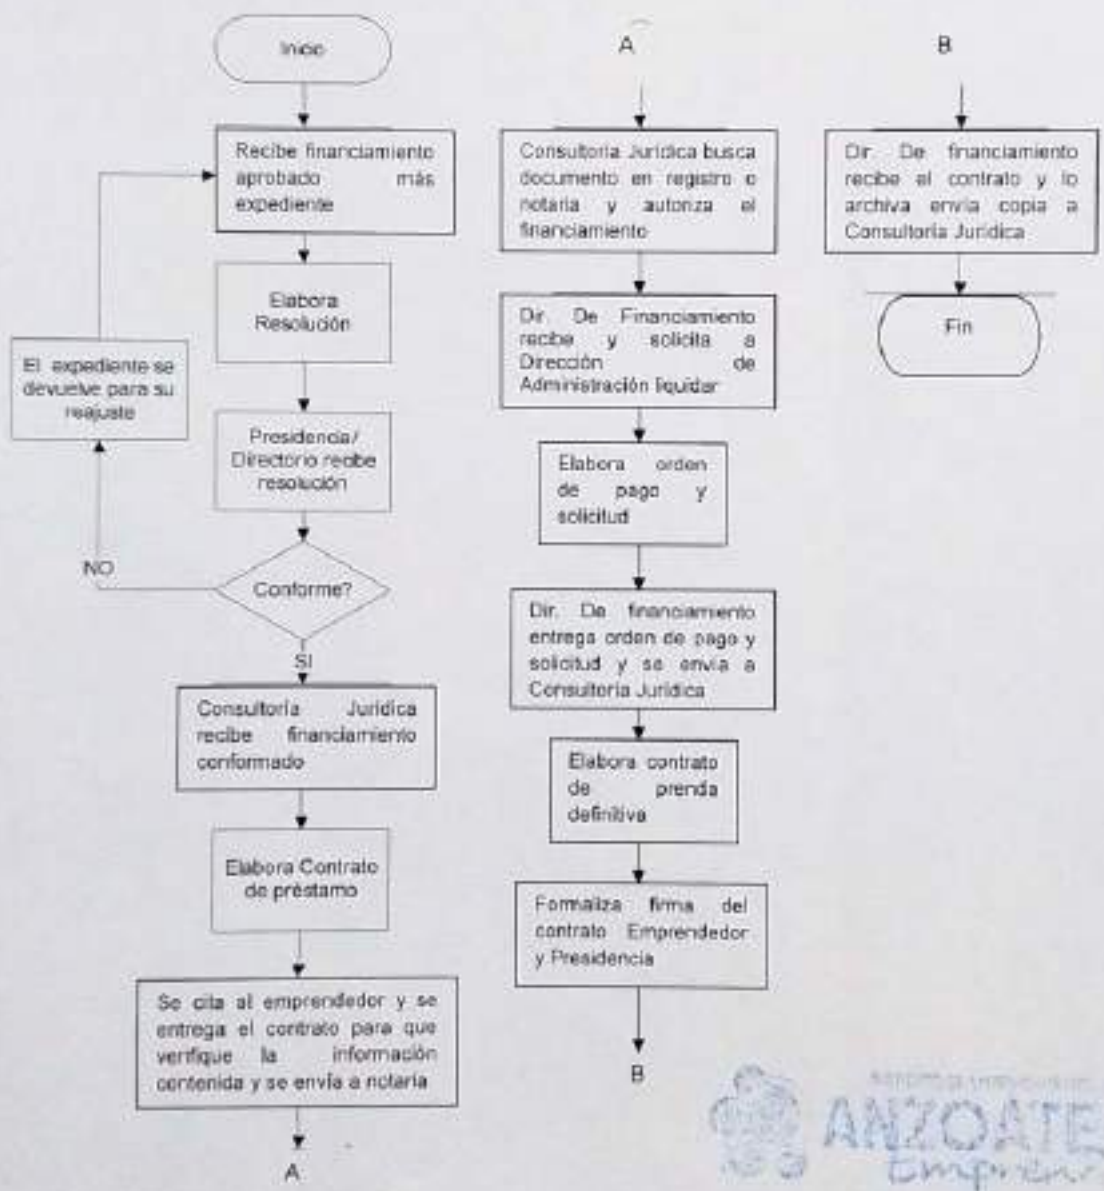 Inicio
Recibe financiamiento
aprobado más
expediente
Elabora
Resolución
El expediente se
devuelve para su
reajuste
Presidencia/
Directorio recibe
resolución
NO
Conforme?
SI
Consultoría Jurídica
recibe financiamiento
conformado
Elabora Contrato
de préstamo
Se cita al emprendedor y se
entrega el contrato para que
verifique la información
contenida y se envía a notaría
A
A
Consultoría Jurídica busca
documento en registro o
notaría y autoriza el
financiamiento
Dir. De Financiamiento
recibe y solicita a
Dirección de
Administración liquidar
Elabora orden
de pago y
solicitud
Dir. De financiamiento
entrega orden de pago y
solicitud y se envía a
Consultoría Jurídica
Elabora contrato
de prenda
definitiva
Formaliza firma del
contrato Emprendedor
y Presidencia
B
B
Dir. De financiamiento
recibe el contrato y lo
archiva envía copia a
Consultoría Jurídica
Fin
ANZOATE